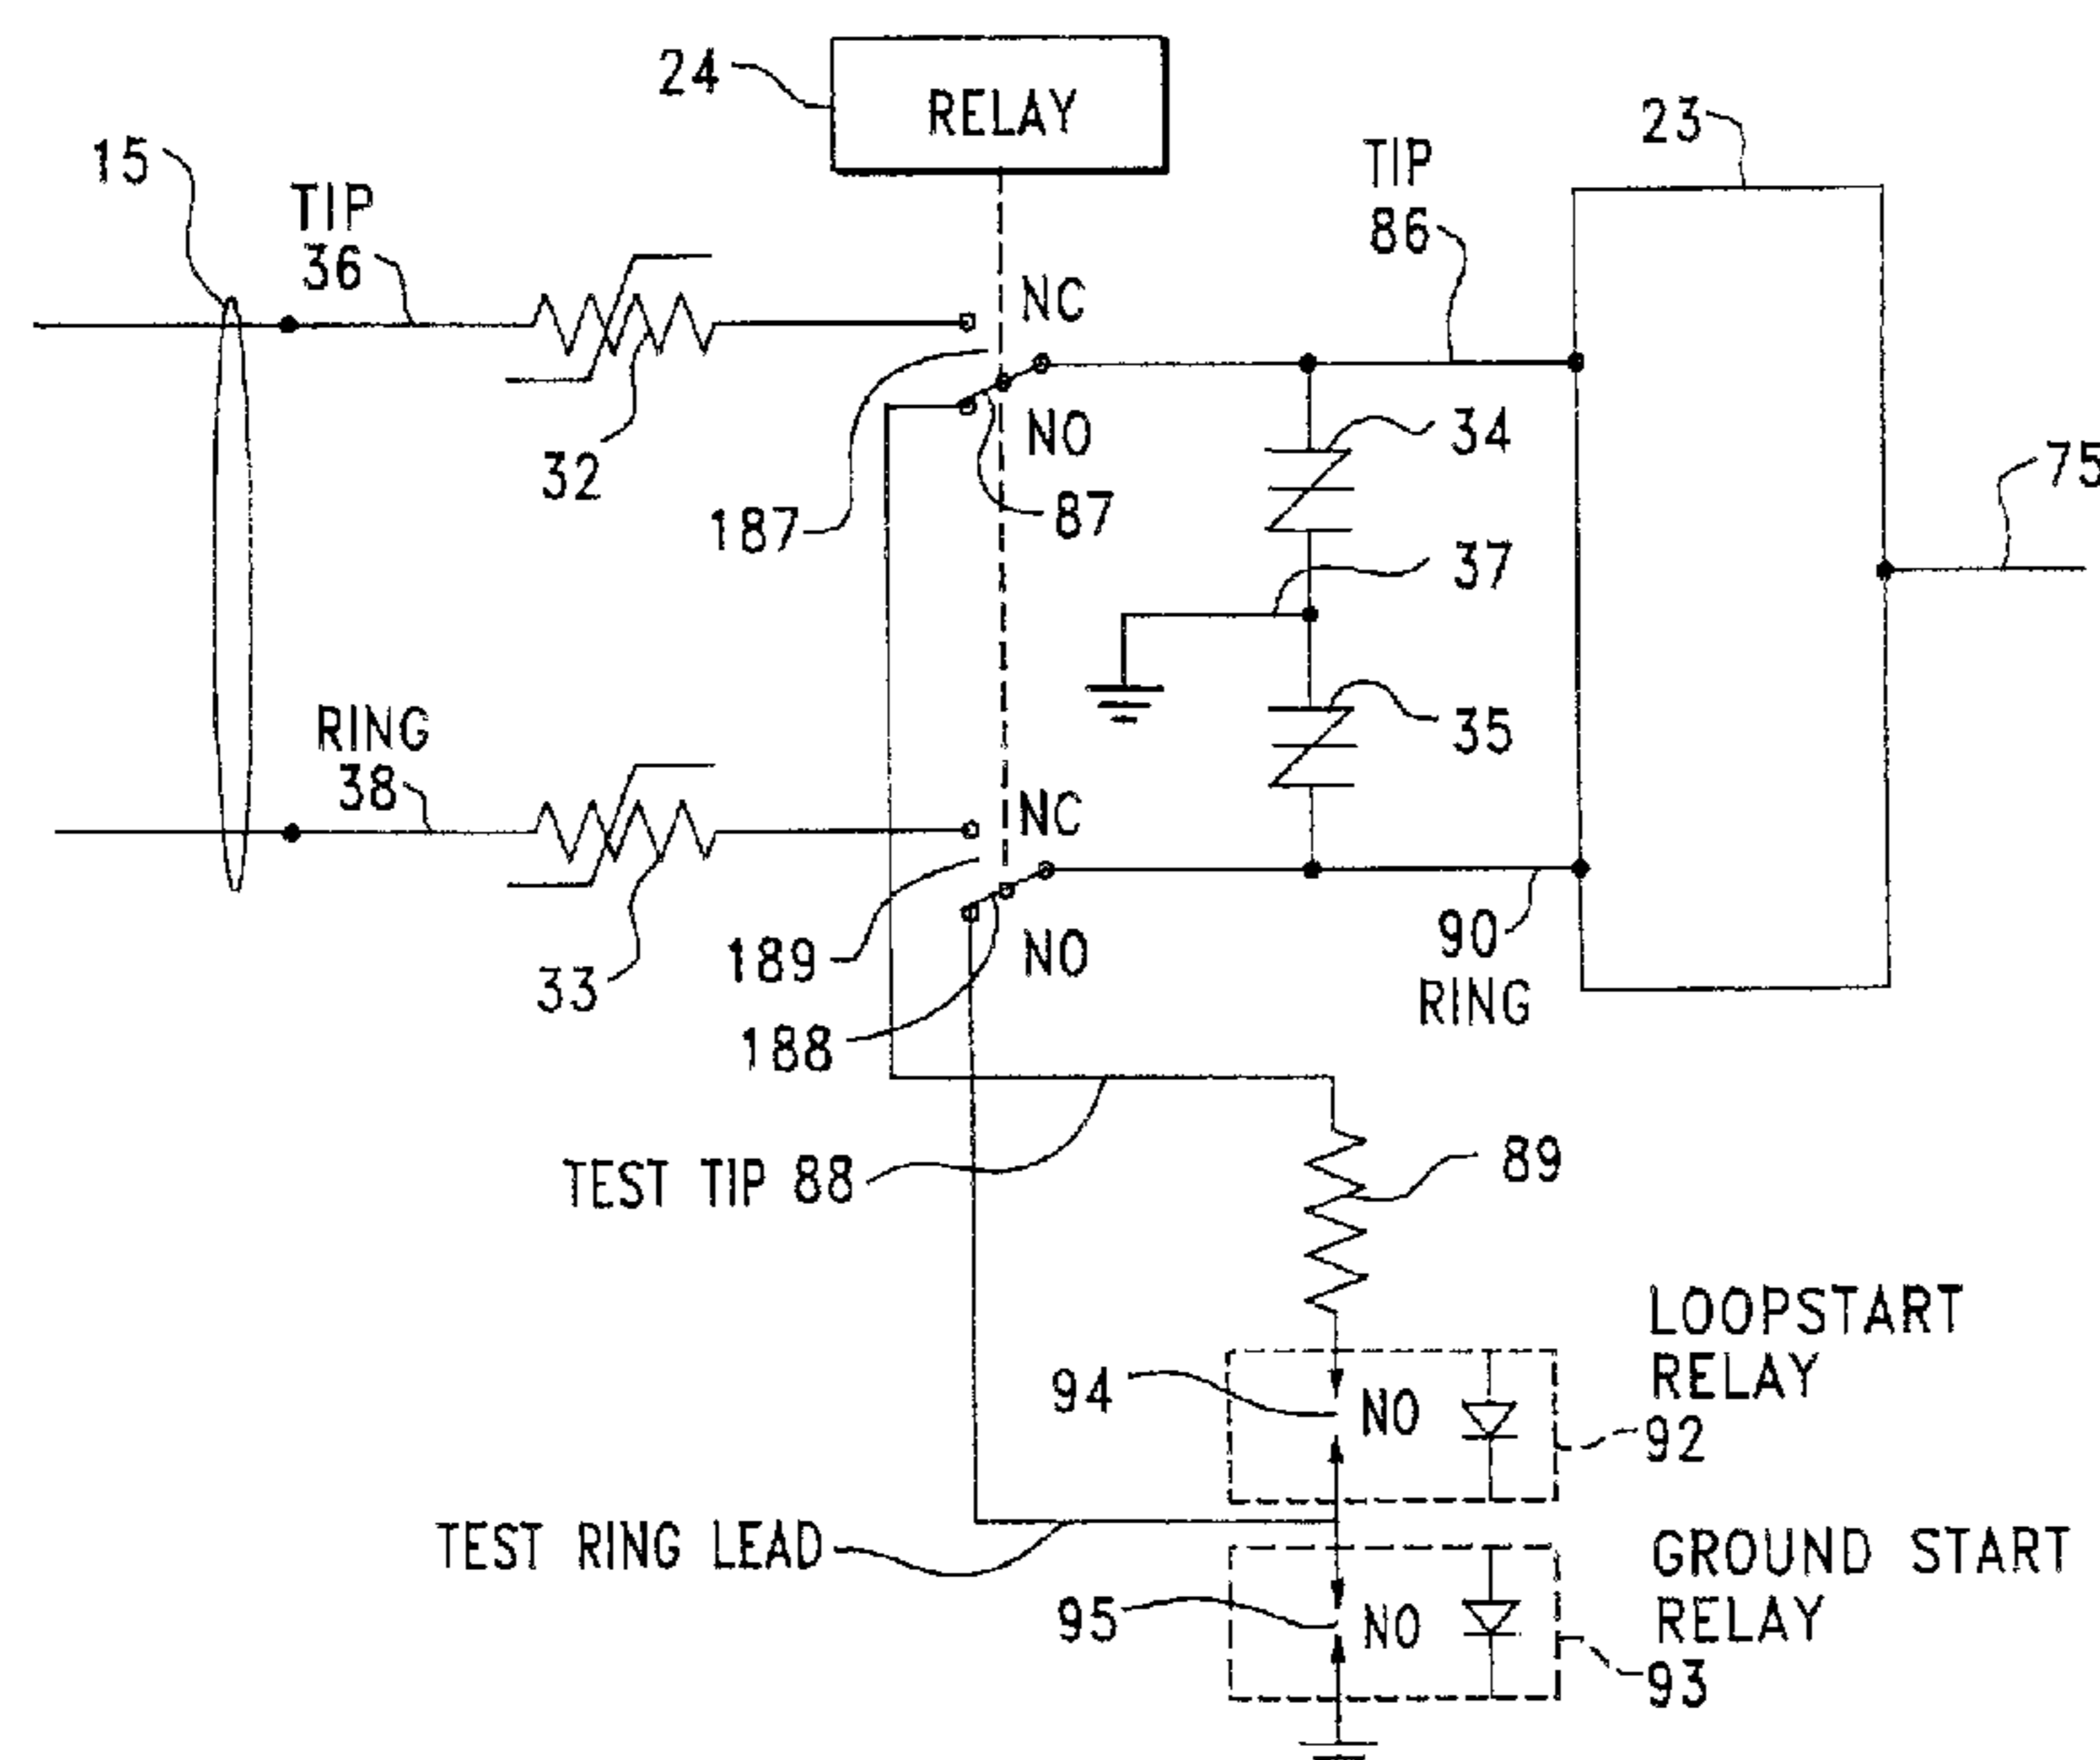 24
RELAY
15
TIP
36
TIP
86
23
NC
32
187
NO
87
34
75
37
RING
38
35
NC
33
189
NO
188
90
RING
TEST TIP 88
89
LOOPSTART
RELAY
92
94
NO
TEST RING LEAD
GROUND START
RELAY
93
95
NO